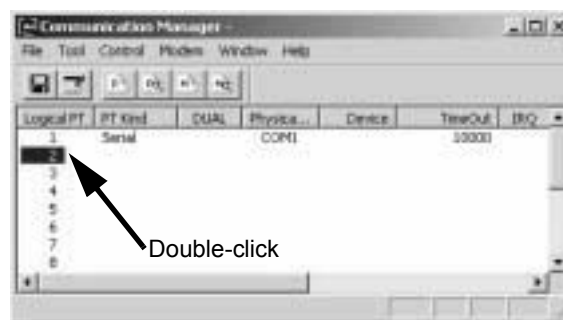 Communication Manager -
File Tool Control Modem Window Help
Logical PT PT Kind DUAL Physica... Device TimeOut IRQ
1 Serial COM1 10000
2
3
4
5
6
7
8
Double-click